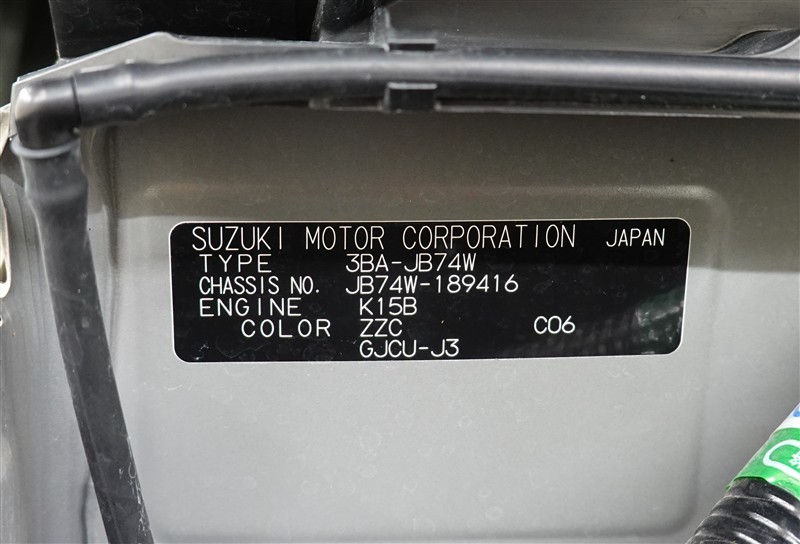 SUZUKI MOTOR CORPORATION JAPAN
TYPE 3BA-JB74W
CHASSIS NO. JB74W-189416
ENGINE K15B
COLOR ZZC C06
GJCU-J3